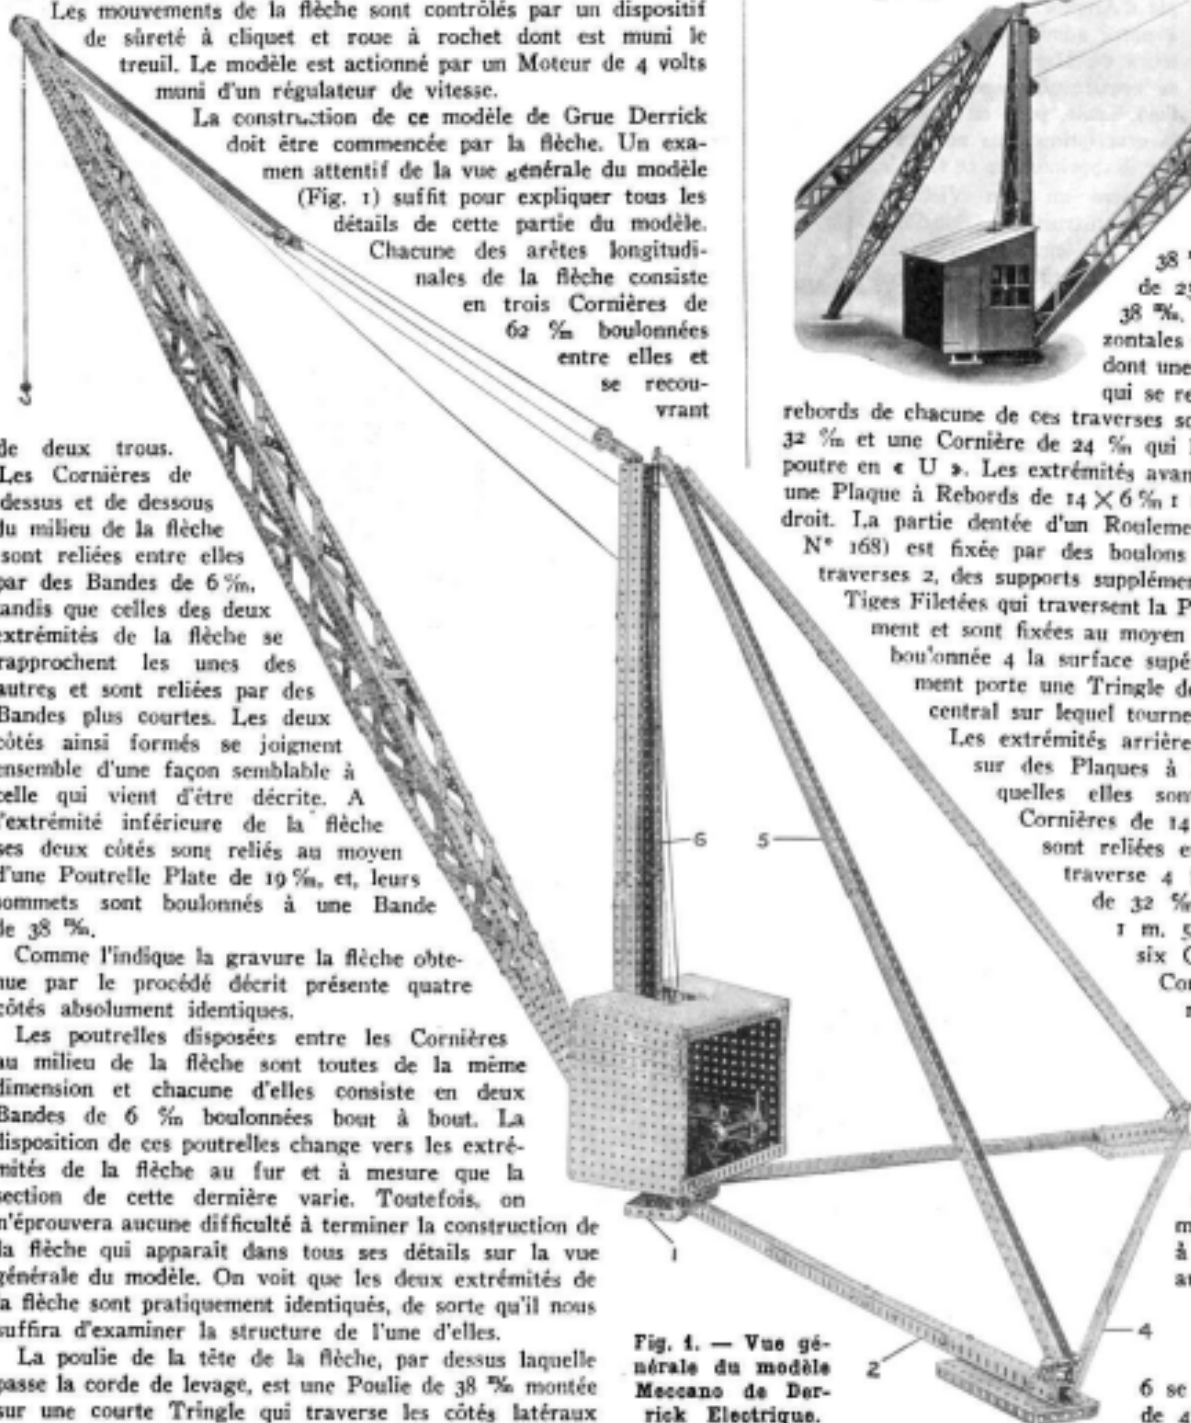 Les mouvements de la flèche sont contrôlés par un dispositif
de sûreté à cliquet et roue à rochet dont est muni le
treuil. Le modèle est actionné par un Moteur de 4 volts
muni d'un régulateur de vitesse.
La construction de ce modèle de Grue Derrick
doit être commencée par la flèche. Un exa-
men attentif de la vue générale du modèle
(Fig. 1) suffit pour expliquer tous les
détails de cette partie du modèle.
Chacune des arêtes longitudi-
nales de la flèche consiste
en trois Cornières de
62 c/m boulonnées
entre elles et
se recou-
vrant
de deux trous.
Les Cornières de
dessus et de dessous
du milieu de la flèche
sont reliées entre elles
par des Bandes de 6 c/m,
tandis que celles des deux
extrémités de la flèche se
rapprochent les unes des
autres et sont reliées par des
Bandes plus courtes. Les deux
côtés ainsi formés se joignent
ensemble d'une façon semblable à
celle qui vient d'être décrite. A
l'extrémité inférieure de la flèche
ses deux côtés sont reliés au moyen
d'une Poutrelle Plate de 19 c/m, et, leurs
sommets sont boulonnés à une Bande
de 38 m/m.
Comme l'indique la gravure la flèche obte-
nue par le procédé décrit présente quatre
côtés absolument identiques.
Les poutrelles disposées entre les Cornières
au milieu de la flèche sont toutes de la même
dimension et chacune d'elles consiste en deux
Bandes de 6 c/m boulonnées bout à bout. La
disposition de ces poutrelles change vers les extré-
mités de la flèche au fur et à mesure que la
section de cette dernière varie. Toutefois, on
n'éprouvera aucune difficulté à terminer la construction de
la flèche qui apparaît dans tous ses détails sur la vue
générale du modèle. On voit que les deux extrémités de
la flèche sont pratiquement identiques, de sorte qu'il nous
suffira d'examiner la structure de l'une d'elles.
La poulie de la tête de la flèche, par dessus laquelle
passe la corde de levage, est une Poulie de 38 m/m montée
sur une courte Tringle qui traverse les côtés latéraux
6
5
1
2
4
Fig. 1. — Vue gé-
nérale du modèle
Meccano de Der-
rick Electrique.
38
de
38 m/m.
zontales
dont une
qui se
rebords de chacune de ces traverses
32 c/m et une Cornière de 24 c/m qui
poutre en « U ». Les extrémités
une Plaque à Rebords de 14 × 6 c/m 1
droit. La partie dentée d'un
N° 168) est fixée par des boulons
traverses 2, des supports
Tiges Filetées qui traversent la
ment et sont fixées au moyen
boulonnée 4 la surface
ment porte une Tringle
central sur lequel
Les extrémités arrière
sur des Plaques à
quelles elles
Cornières de 14
sont reliées
traverse 4
de 32
1 m.
six
à
6 se
de